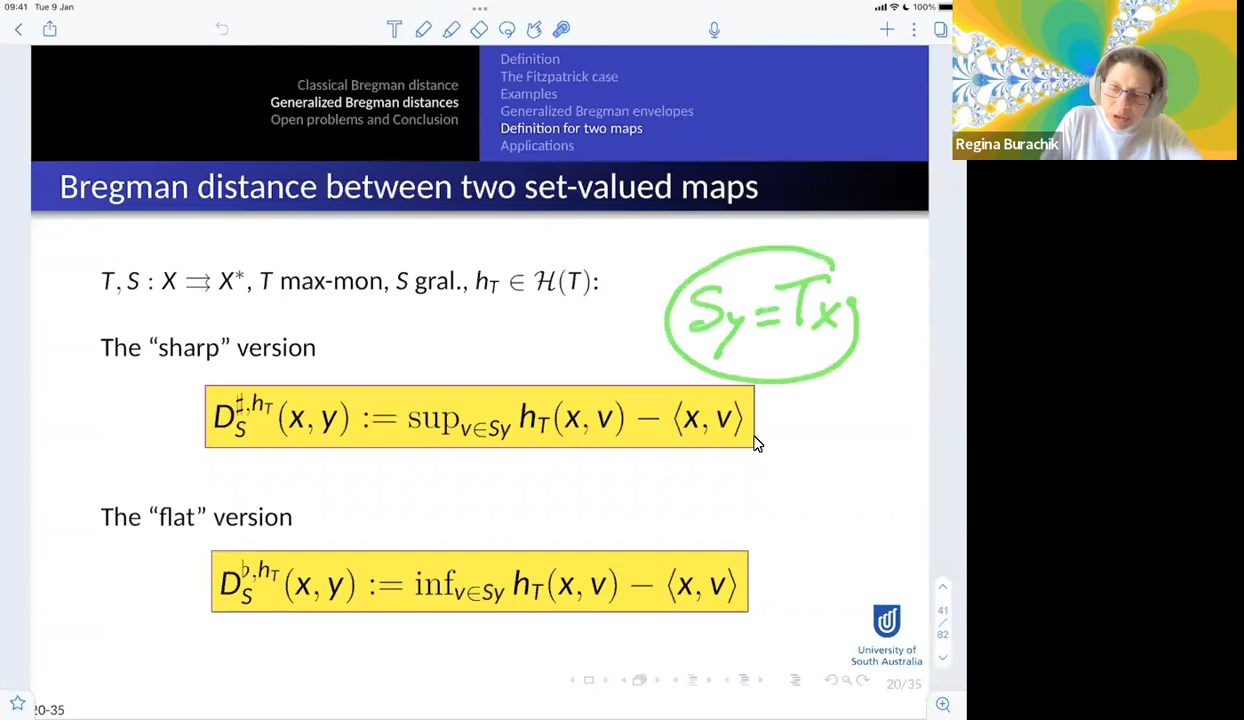 09:41 Tue 9 Jan
100%
Classical Bregman distance
Generalized Bregman distances
Open problems and Conclusion
Definition
The Fitzpatrick case
Examples
Generalized Bregman envelopes
Definition for two maps
Applications
Regina Burachik
Bregman distance between two set-valued maps
T, S : X ⇉ X*, T max-mon, S gral., h_T ∈ ℋ(T):
Sy = Tx
The “sharp” version
D_S^{♯,h_T}(x, y) := sup_{v∈Sy} h_T(x, v) − ⟨x, v⟩
The “flat” version
D_S^{♭,h_T}(x, y) := inf_{v∈Sy} h_T(x, v) − ⟨x, v⟩
41
/
82
University of
South Australia
20/35
20-35